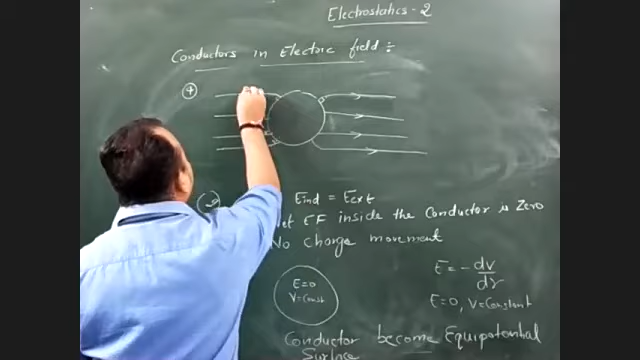 Electrostatics-2
Conductors in Electric field ÷
+
Eind = Eext
EF inside the Conductor is Zero
No charge movement
E = - dv/dr
E=0, V=Constant
E=0
V=Const
Conductor become Equipotential
Surface